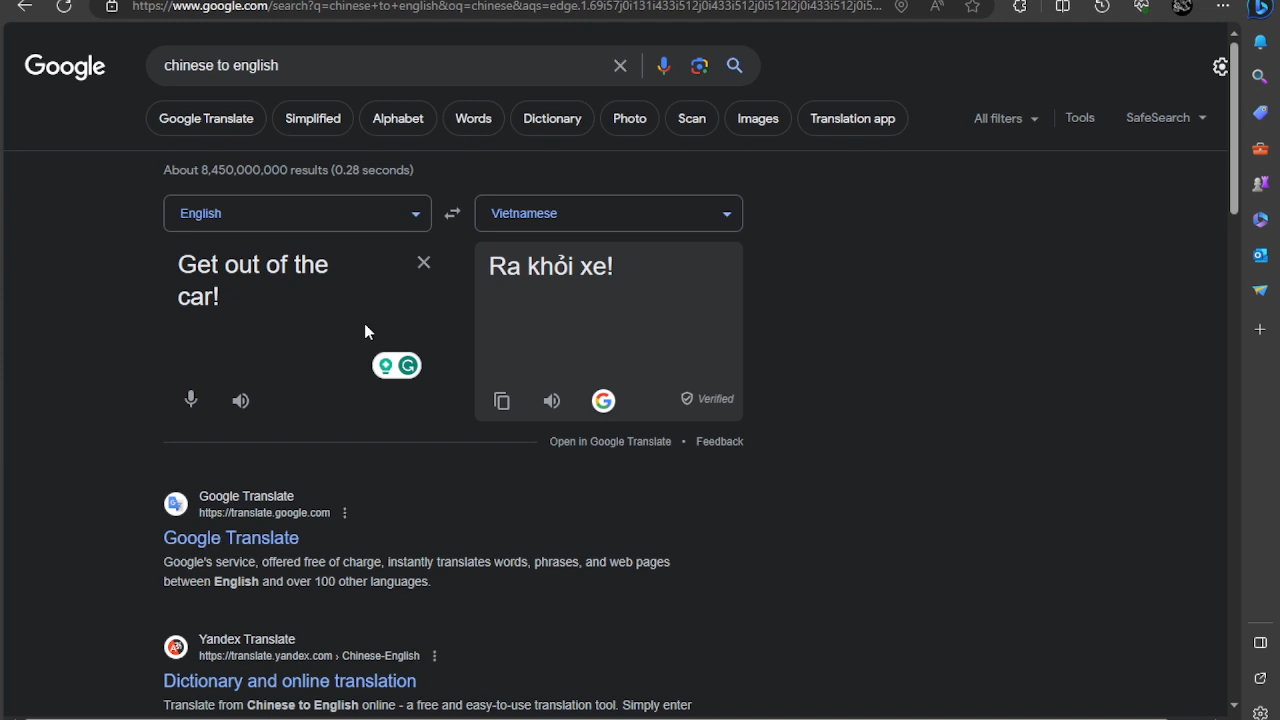 https://www.google.com/search?q=chinese+to+english&oq=chinese&aqs=edge.1.69i57j0i131i433i512j0i433i512j0i512l2j0i433i512j0i5...
Google
chinese to english
Google Translate
Simplified
Alphabet
Words
Dictionary
Photo
Scan
Images
Translation app
All filters
Tools
SafeSearch
About 8,450,000,000 results (0.28 seconds)
English
Vietnamese
Get out of the
car!
Ra khỏi xe!
Verified
Open in Google Translate • Feedback
Google Translate
https://translate.google.com
Google Translate
Google's service, offered free of charge, instantly translates words, phrases, and web pages
between English and over 100 other languages.
Yandex Translate
https://translate.yandex.com › Chinese-English
Dictionary and online translation
Translate from Chinese to English online - a free and easy-to-use translation tool. Simply enter